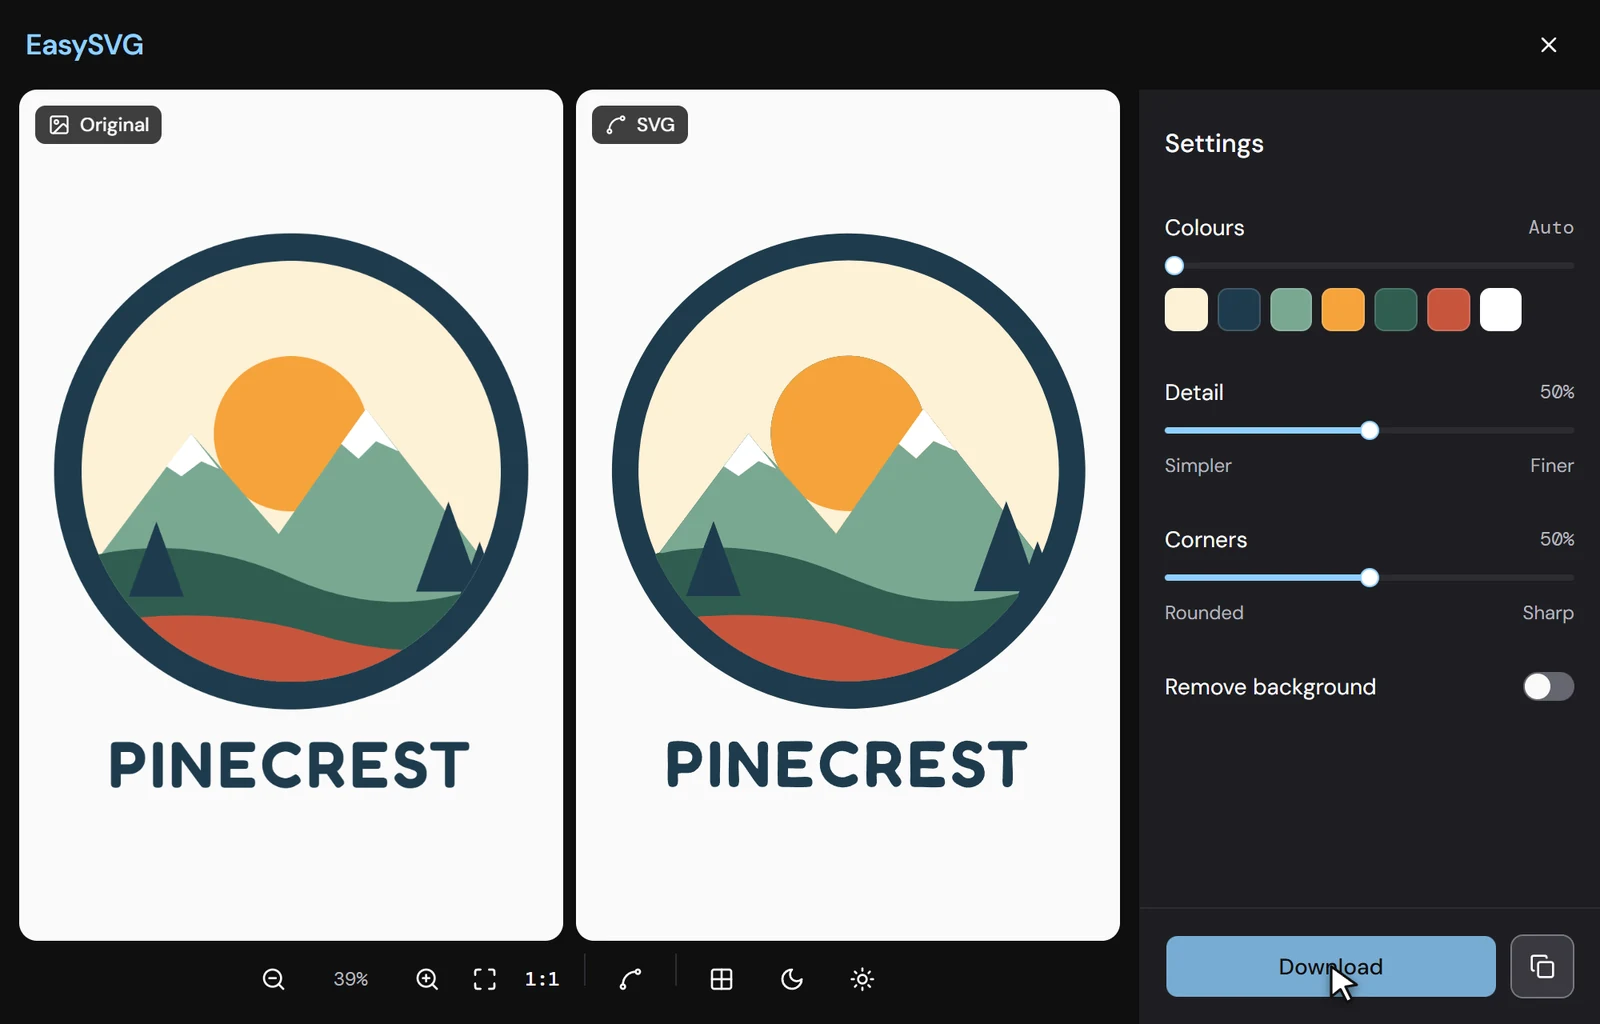 EasySVG
Original
PINECREST
SVG
PINECREST
Settings
Colours Auto
Detail 50%
Simpler Finer
Corners 50%
Rounded Sharp
Remove background
39% 1:1
Download